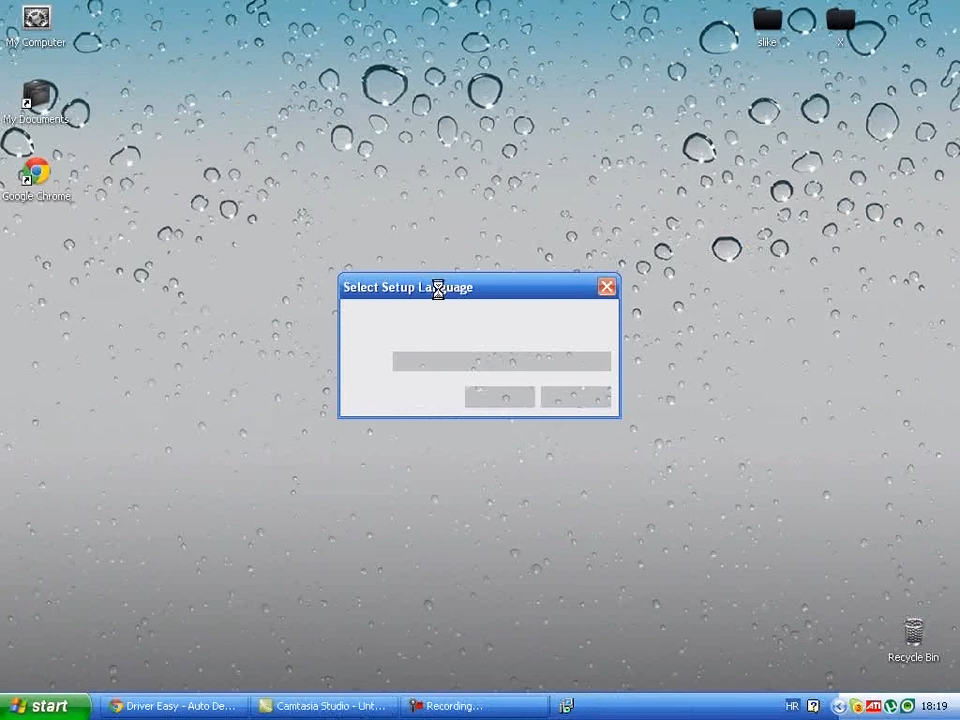 My Computer
slike
X
My Documents
Google Chrome
Select Setup Language
Recycle Bin
start
Driver Easy - Auto De...
Camtasia Studio - Unt...
Recording...
HR
ATI
18:19